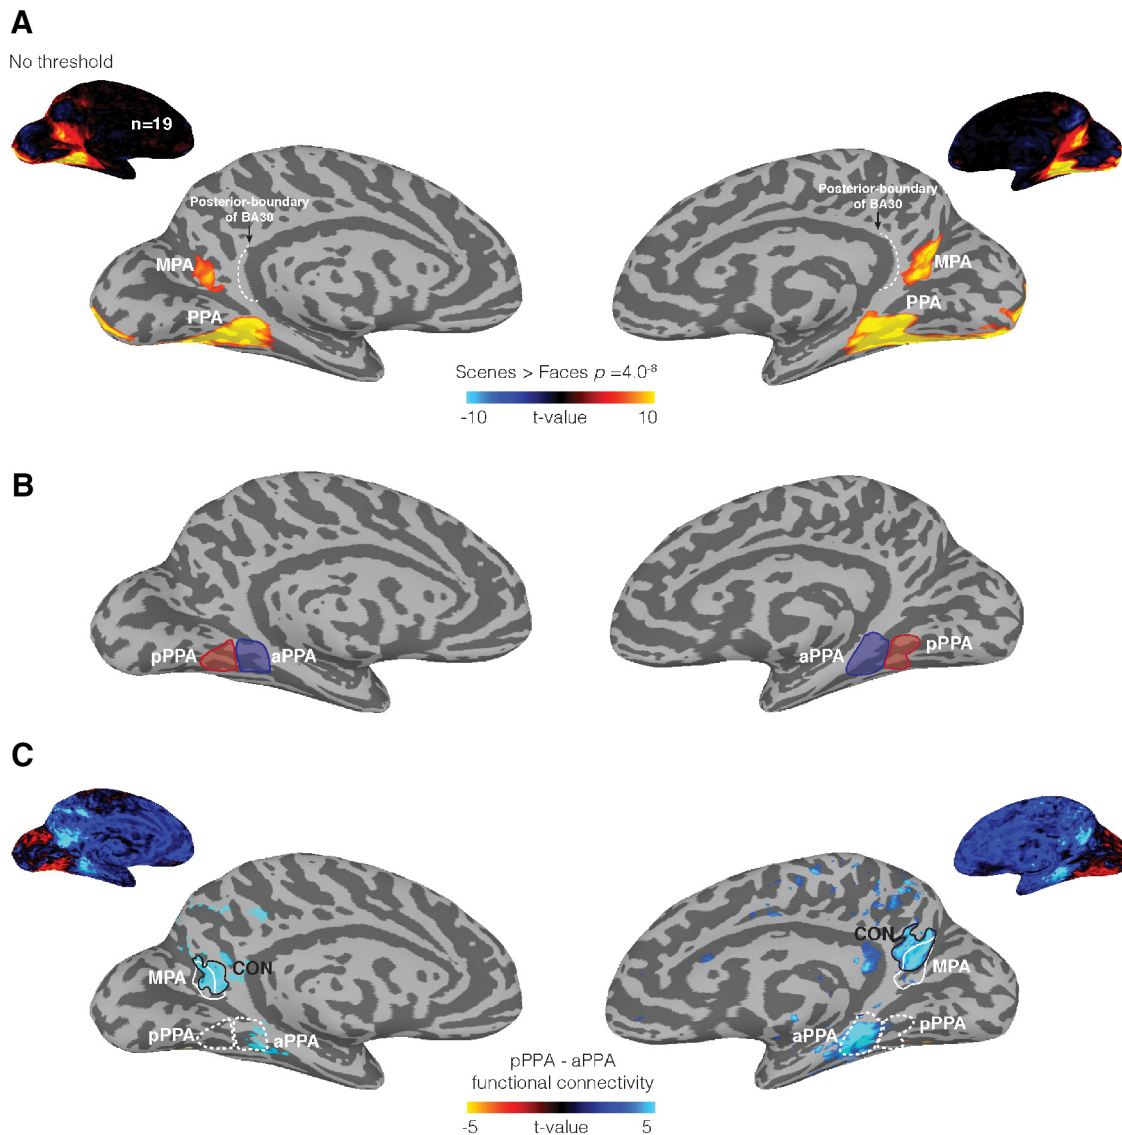 A
No threshold
n=19
Posterior-boundary
of BA30
MPA
PPA
Posterior-boundary
of BA30
MPA
PPA
Scenes > Faces p =4.0-8
-10 t-value 10
B
pPPA aPPA
aPPA pPPA
C
MPA CON
pPPA aPPA
CON MPA
aPPA pPPA
pPPA - aPPA
functional connectivity
-5 t-value 5